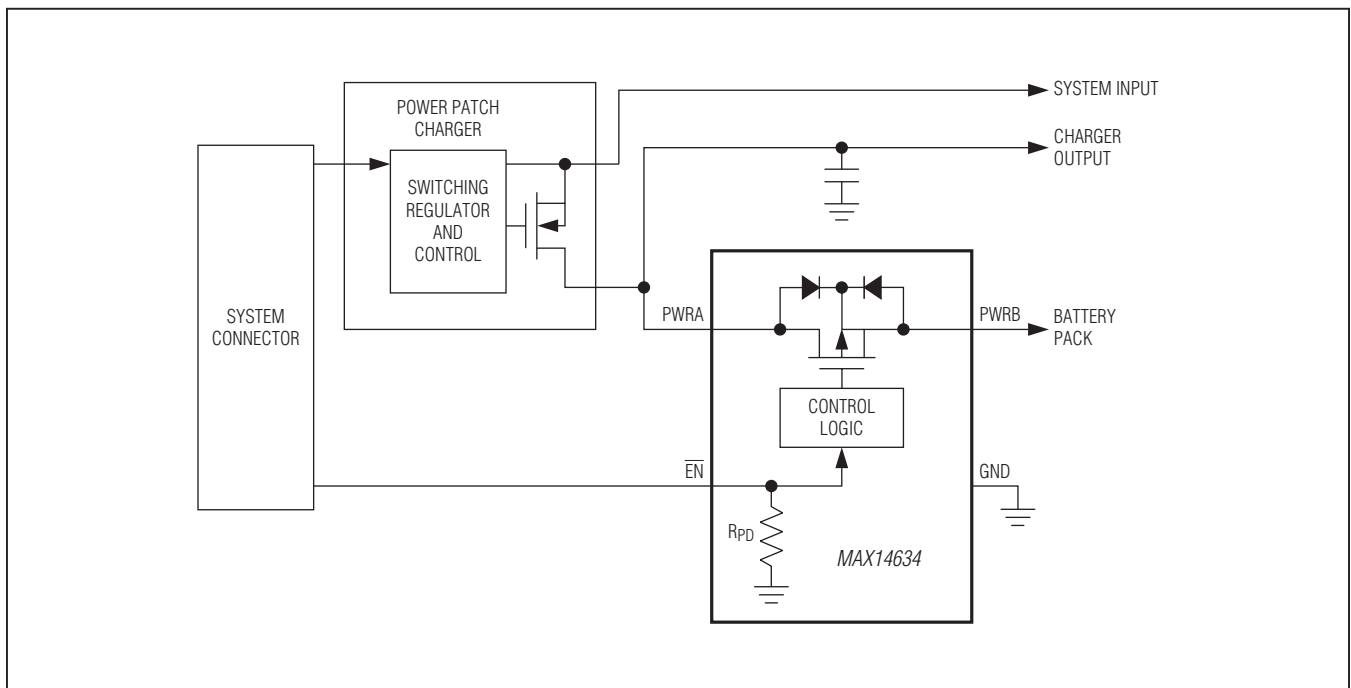 POWER PATCH
CHARGER
SYSTEM INPUT
CHARGER
OUTPUT
SWITCHING
REGULATOR
AND
CONTROL
SYSTEM
CONNECTOR
PWRA
PWRB
BATTERY
PACK
CONTROL
LOGIC
EN
GND
RPD
MAX14634